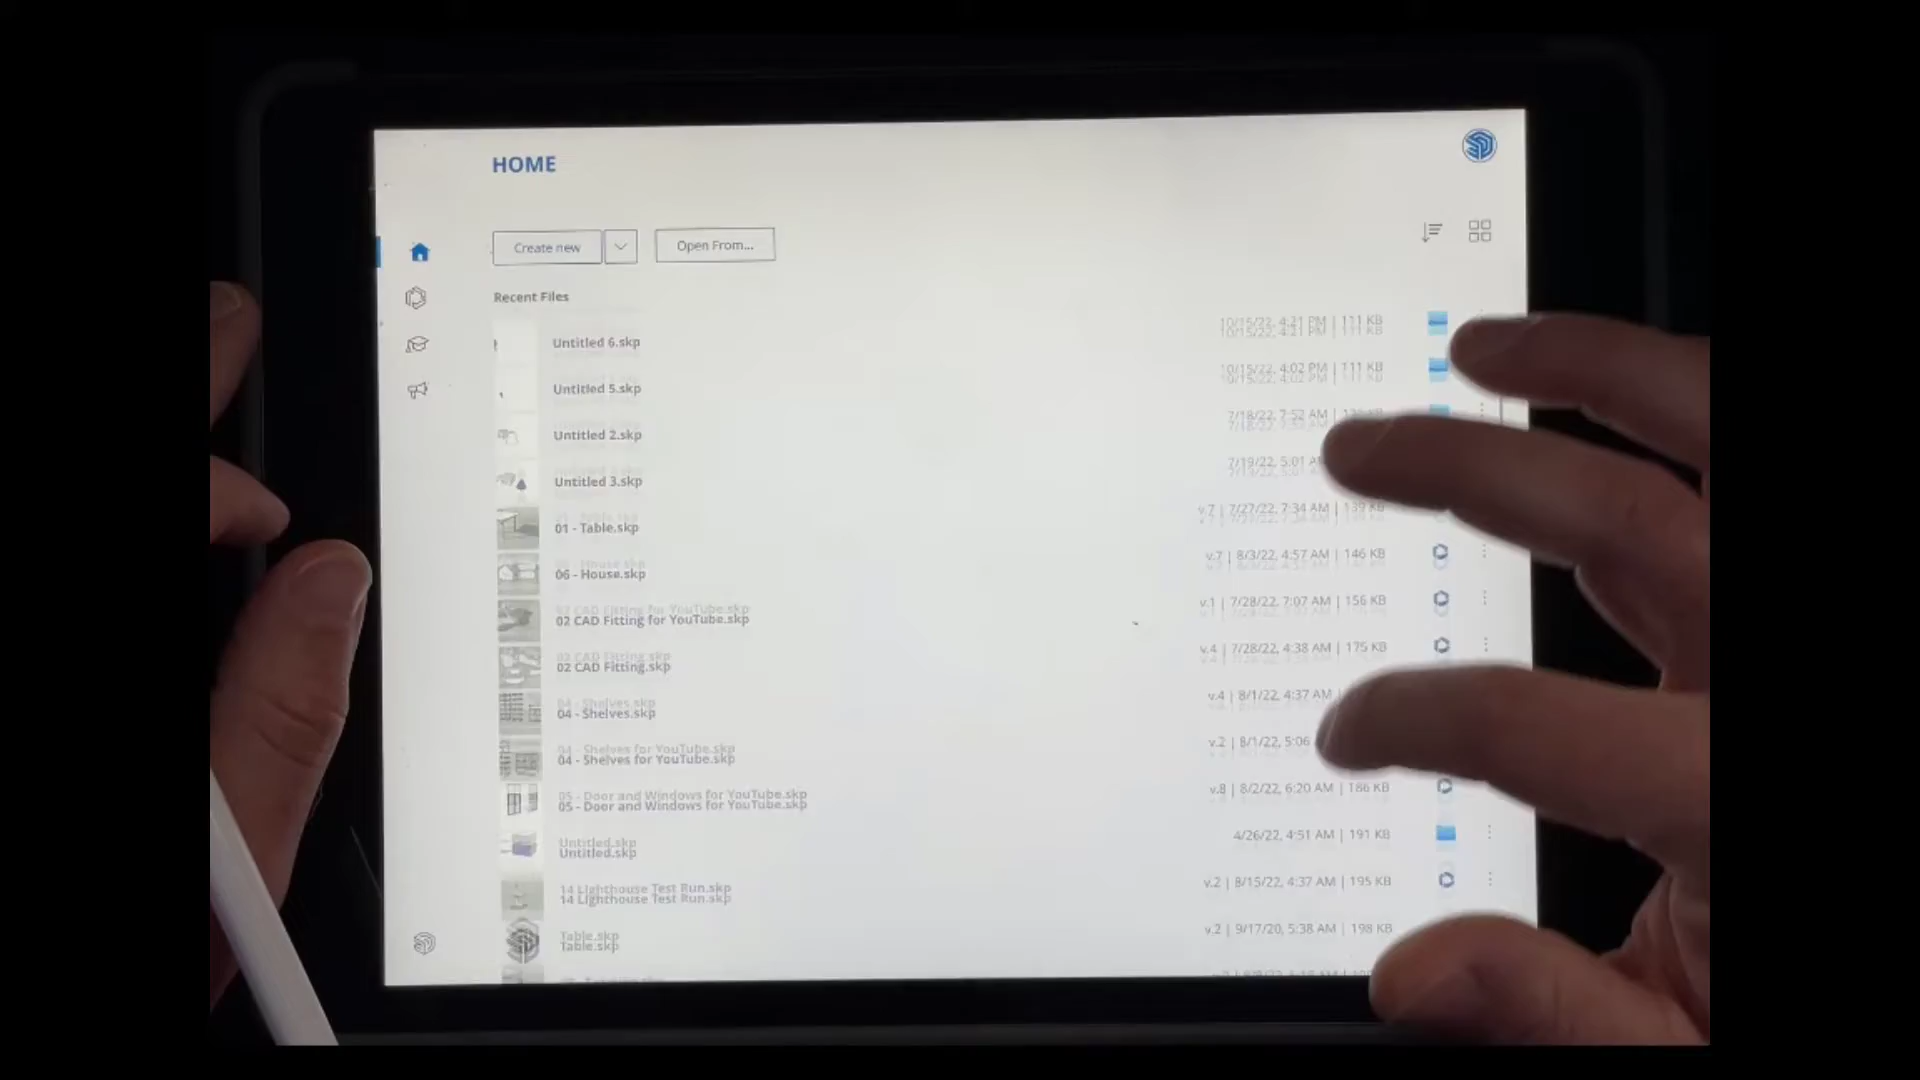 HOME
Create new
Open From...
Recent Files
Untitled 6.skp 10/15/22, 4:21 PM | 111 KB
Untitled 5.skp 10/15/22, 4:02 PM | 111 KB
Untitled 2.skp 7/18/22, 7:52 AM |
Untitled 3.skp 7/19/22, 5:01
01 - Table.skp v.7 | 7/27/22, 7:34 AM | 139 KB
06 - House.skp v.7 | 8/3/22, 4:57 AM | 146 KB
02 CAD Fitting for YouTube.skp v.1 | 7/28/22, 7:07 AM | 156 KB
02 CAD Fitting.skp v.4 | 7/28/22, 4:38 AM | 175 KB
04 - Shelves.skp v.4 | 8/1/22, 4:37 AM
04 - Shelves for YouTube.skp v.2 | 8/1/22, 5:06
05 - Door and Windows for YouTube.skp v.8 | 8/2/22, 6:20 AM | 186 KB
Untitled.skp 4/26/22, 4:51 AM | 191 KB
14 Lighthouse Test Run.skp v.2 | 8/15/22, 4:37 AM | 195 KB
Table.skp v.2 | 9/17/20, 5:38 AM | 198 KB